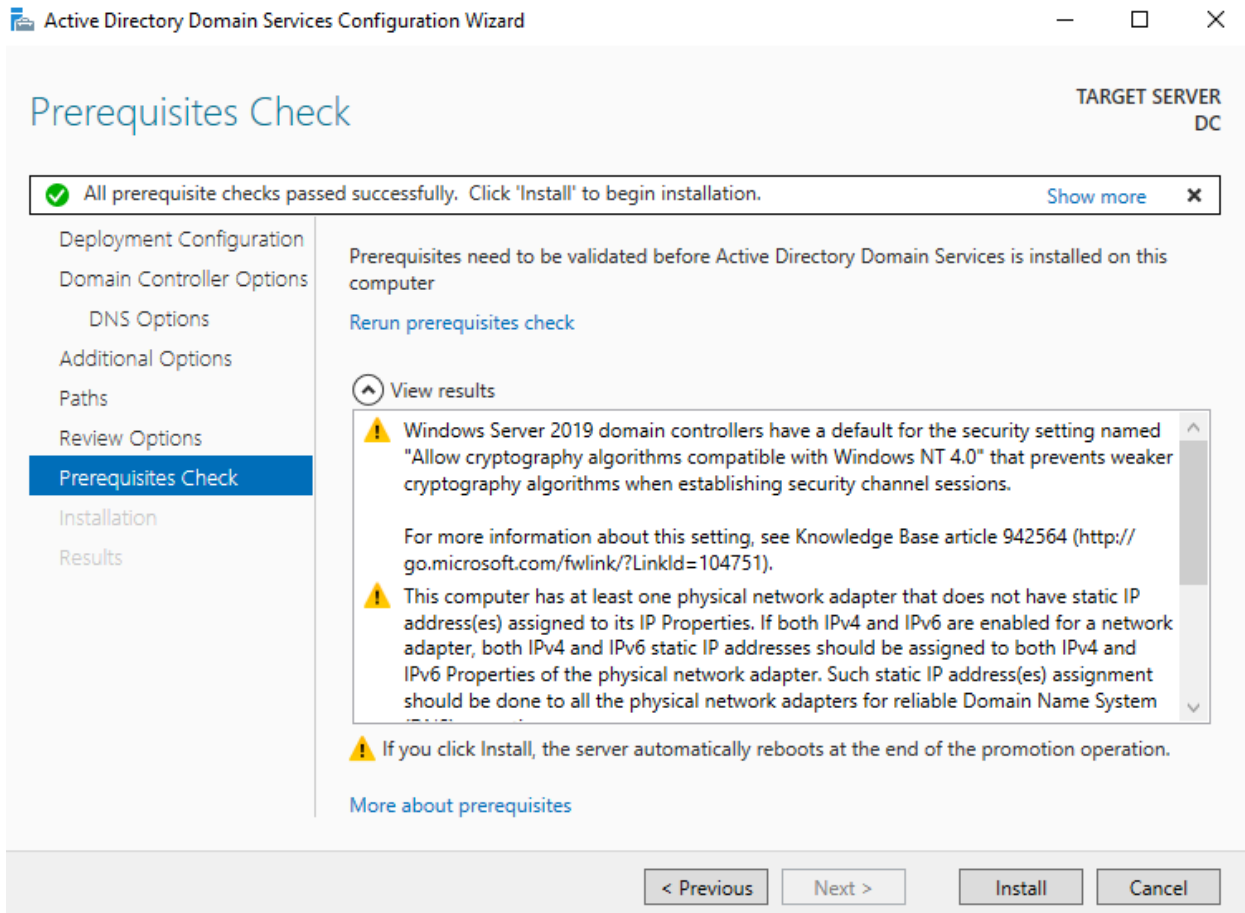 Active Directory Domain Services Configuration Wizard
Prerequisites Check
TARGET SERVER
DC
All prerequisite checks passed successfully.  Click 'Install' to begin installation.
Show more
Deployment Configuration
Domain Controller Options
DNS Options
Additional Options
Paths
Review Options
Prerequisites Check
Installation
Results
Prerequisites need to be validated before Active Directory Domain Services is installed on this
computer
Rerun prerequisites check
View results
Windows Server 2019 domain controllers have a default for the security setting named
"Allow cryptography algorithms compatible with Windows NT 4.0" that prevents weaker
cryptography algorithms when establishing security channel sessions.
For more information about this setting, see Knowledge Base article 942564 (http://
go.microsoft.com/fwlink/?LinkId=104751).
This computer has at least one physical network adapter that does not have static IP
address(es) assigned to its IP Properties. If both IPv4 and IPv6 are enabled for a network
adapter, both IPv4 and IPv6 static IP addresses should be assigned to both IPv4 and
IPv6 Properties of the physical network adapter. Such static IP address(es) assignment
should be done to all the physical network adapters for reliable Domain Name System
If you click Install, the server automatically reboots at the end of the promotion operation.
More about prerequisites
< Previous
Next >
Install
Cancel